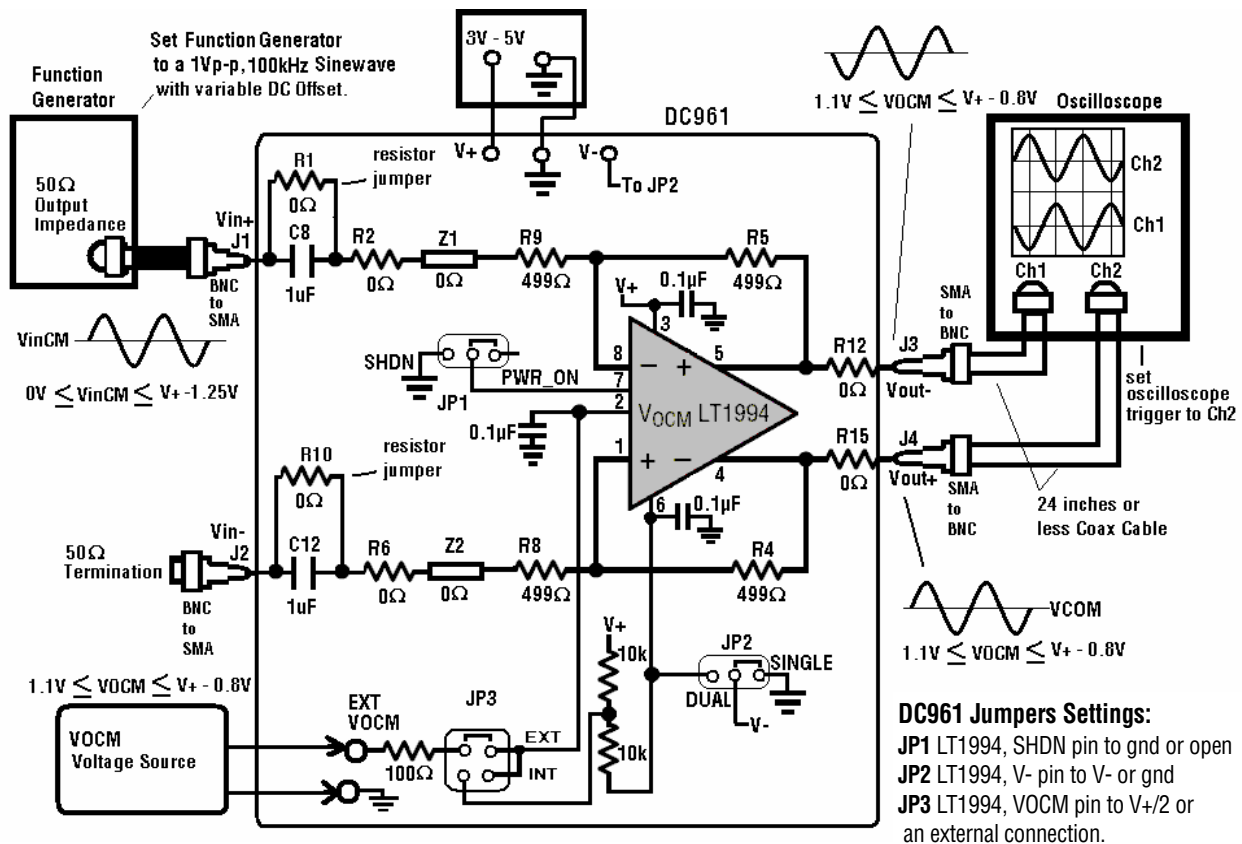 Set Function Generator
to a 1Vp-p, 100kHz Sinewave
with variable DC Offset.
3V - 5V
1.1V ≤ VOCM ≤ V+ - 0.8V
Function
Generator
Oscilloscope
DC961
V+
V-
To JP2
Ch2
Ch1
Ch1
Ch2
50Ω
Output
Impedance
Vin+
J1
BNC
to
SMA
R1
0Ω
resistor
jumper
C8
1uF
R2
0Ω
Z1
0Ω
R9
499Ω
R5
499Ω
V+
0.1µF
3
VinCM
0V ≤ VinCM ≤ V+ -1.25V
SHDN
JP1
PWR_ON
8
7
2
1
5
4
6
− +
+ −
VOCM LT1994
0.1µF
0.1µF
R12
0Ω
J3
Vout-
SMA
to
BNC
set
oscilloscope
trigger to Ch2
R15
0Ω
J4
Vout+
SMA
to
BNC
24 inches or
less Coax Cable
R10
0Ω
resistor
jumper
Vin-
J2
50Ω
Termination
BNC
to
SMA
C12
1uF
R6
0Ω
Z2
0Ω
R8
499Ω
R4
499Ω
VCOM
1.1V ≤ VOCM ≤ V+ - 0.8V
V+
10k
10k
JP2
SINGLE
DUAL
V-
1.1V ≤ VOCM ≤ V+ - 0.8V
VOCM
Voltage Source
EXT
VOCM
100Ω
JP3
EXT
INT
DC961 Jumpers Settings:
JP1 LT1994, SHDN pin to gnd or open
JP2 LT1994, V- pin to V- or gnd
JP3 LT1994, VOCM pin to V+/2 or
an external connection.